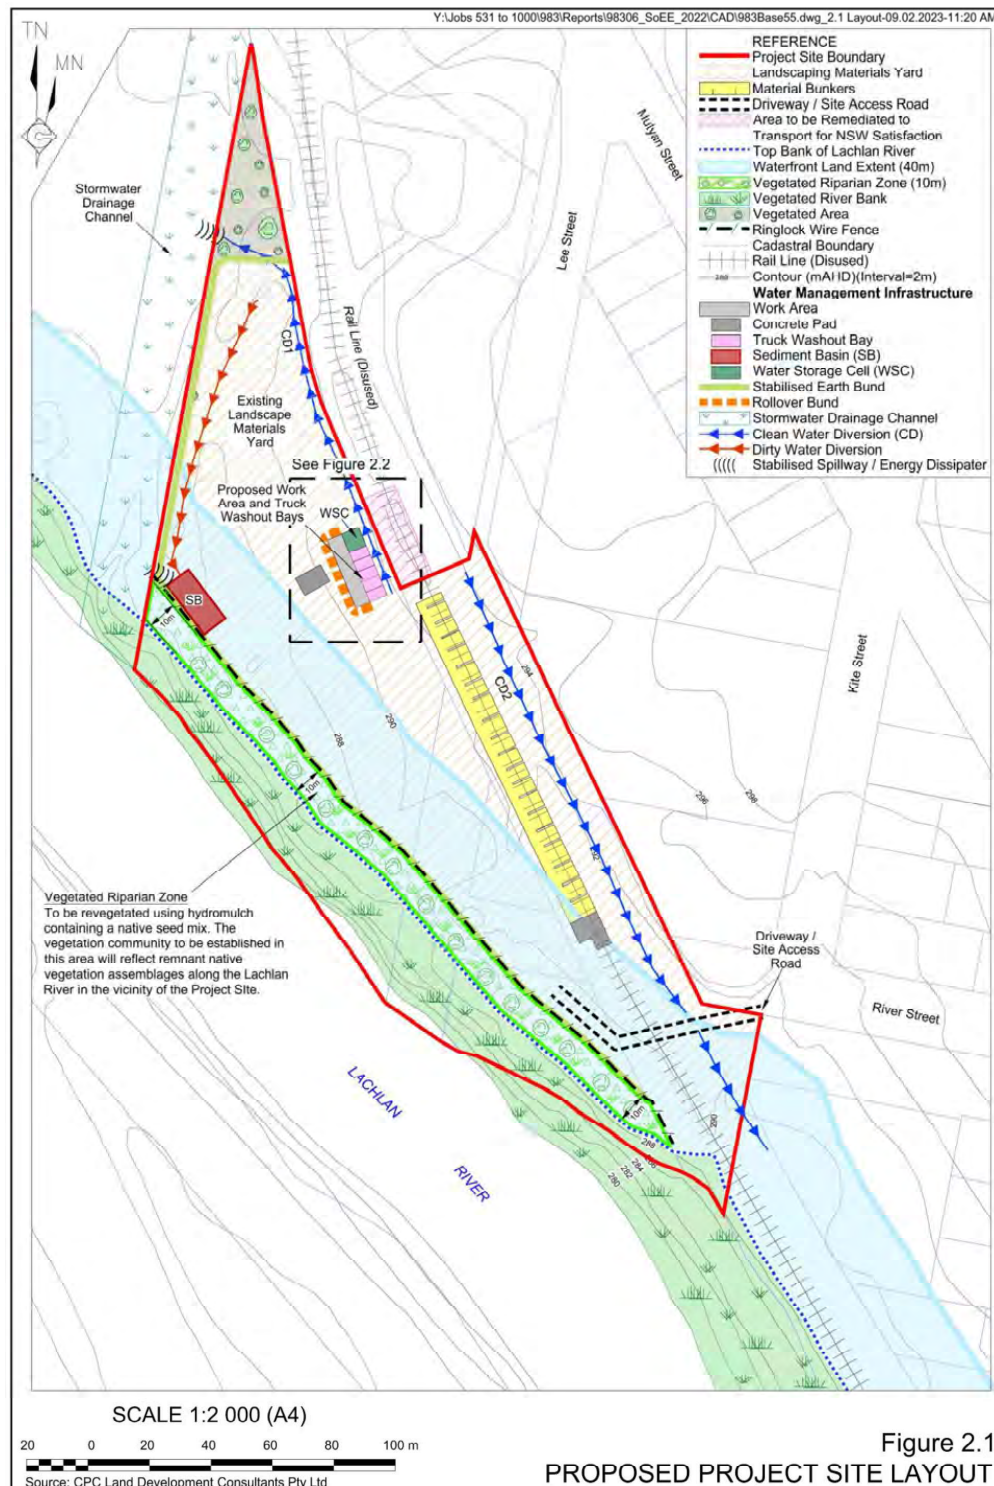 Y:\Jobs 531 to 1000\983\Reports\98306_SoEE_2022\CAD\983Base55.dwg_2.1 Layout-09.02.2023-11:20 AM
TN
MN
REFERENCE
Project Site Boundary
Landscaping Materials Yard
Material Bunkers
Driveway / Site Access Road
Area to be Remediated to
Transport for NSW Satisfaction
Top Bank of Lachlan River
Waterfront Land Extent (40m)
Vegetated Riparian Zone (10m)
Vegetated River Bank
Vegetated Area
Ringlock Wire Fence
Cadastral Boundary
Rail Line (Disused)
288 Contour (mAHD)(Interval=2m)
Water Management Infrastructure
Work Area
Concrete Pad
Truck Washout Bay
Sediment Basin (SB)
Water Storage Cell (WSC)
Stabilised Earth Bund
Rollover Bund
Stormwater Drainage Channel
Clean Water Diversion (CD)
Dirty Water Diversion
Stabilised Spillway / Energy Dissipater
Mulyan Street
Stormwater
Drainage
Channel
Lee Street
Rail Line (Disused)
CD1
Existing
Landscape
Materials
Yard
See Figure 2.2
Proposed Work
Area and Truck
Washout Bays
WSC
SB
10m
Kite Street
294
CD2
290
288
296
298
10m
292
Vegetated Riparian Zone
To be revegetated using hydromulch
containing a native seed mix. The
vegetation community to be established in
this area will reflect remnant native
vegetation assemblages along the Lachlan
River in the vicinity of the Project SIte.
Driveway /
Site Access
Road
River Street
LACHLAN
RIVER
10m
290
288
286
284
282
280
SCALE 1:2 000 (A4)
20 0 20 40 60 80 100 m
Source: CPC Land Development Consultants Pty Ltd
Figure 2.1
PROPOSED PROJECT SITE LAYOUT